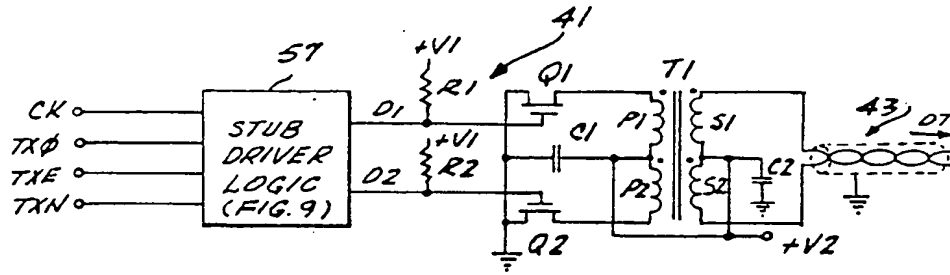 41
57
+V1
Q1
T1
R1
43
DT
CK
D1
P1
S1
TXØ
STUB
DRIVER
LOGIC
(FIG.9)
+V1
C1
TXE
D2
R2
P2
S2
C2
TXN
Q2
+V2